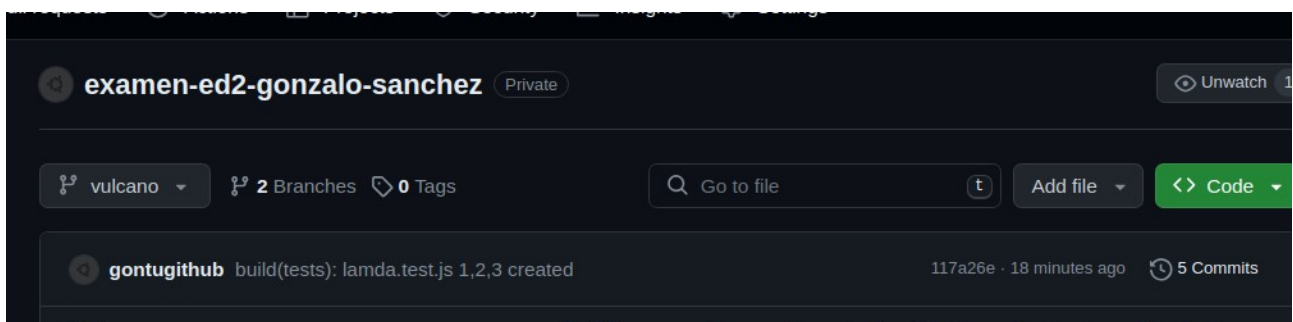 examen-ed2-gonzalo-sanchez Private Unwatch 1
vulcano 2 Branches 0 Tags Go to file t Add file Code
gontugithub build(tests): lamda.test.js 1,2,3 created 117a26e · 18 minutes ago 5 Commits